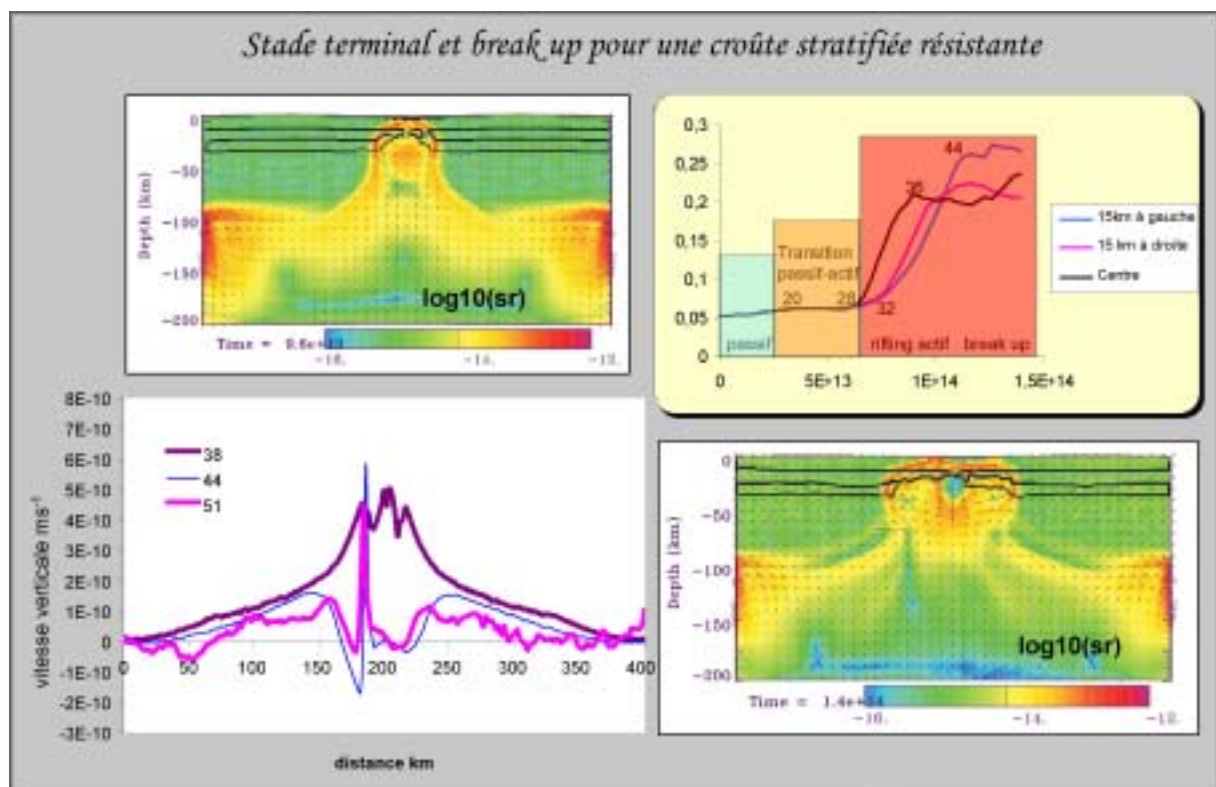 Stade terminal et break up pour une croûte stratifiée résistante
0
-50
-100
-150
-200
Depth (km)
log10(sr)
Time =
-16.
-14.
-12.
0,3
0,25
0,2
0,15
0,1
0,05
0
0
5E+13
1E+14
1,5E+14
Transition
passif-actif
20
28
32
44
passif
rifting actif
break up
15km à gauche
15 km à droite
Centre
8E-10
7E-10
6E-10
5E-10
4E-10
3E-10
2E-10
1E-10
0
-1E-10
-2E-10
-3E-10
38
44
51
0
50
100
150
200
250
300
350
400
vitesse verticale ms-1
distance km
0
-50
-100
-150
-200
Depth (km)
log10(sr)
Time =
-16.
-14.
-12.